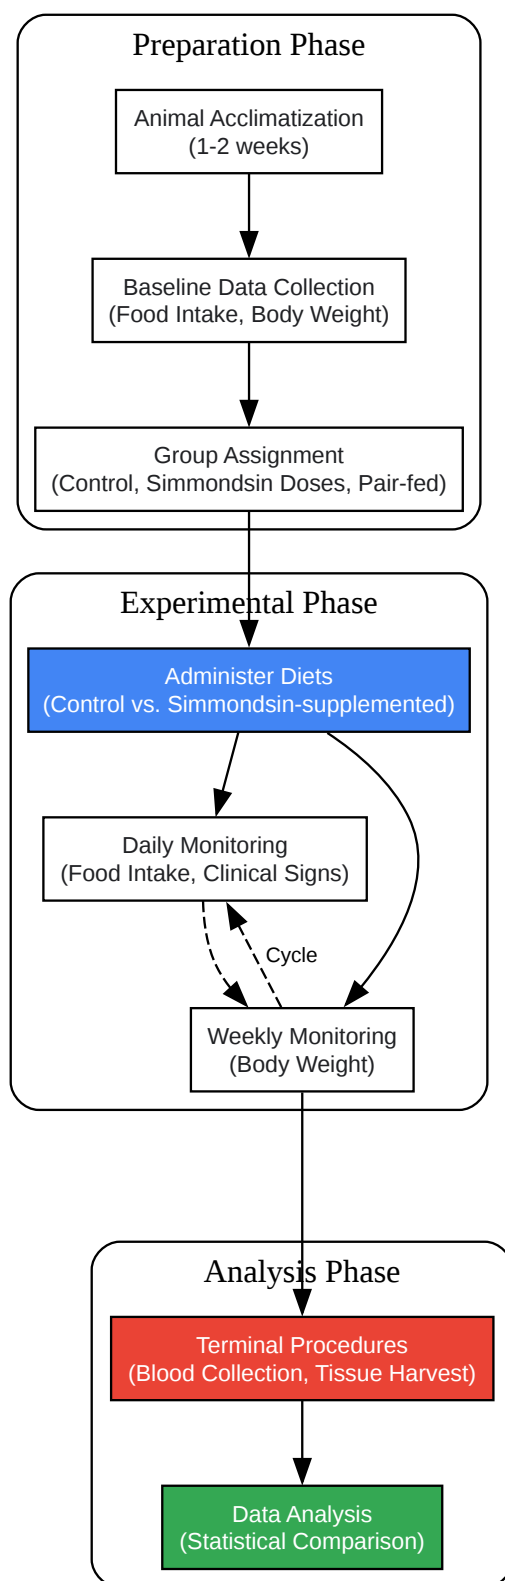 Preparation Phase
Animal Acclimatization
(1-2 weeks)
Baseline Data Collection
(Food Intake, Body Weight)
Group Assignment
(Control, Simmondsin Doses, Pair-fed)
Experimental Phase
Administer Diets
(Control vs. Simmondsin-supplemented)
Daily Monitoring
(Food Intake, Clinical Signs)
Cycle
Weekly Monitoring
(Body Weight)
Analysis Phase
Terminal Procedures
(Blood Collection, Tissue Harvest)
Data Analysis
(Statistical Comparison)